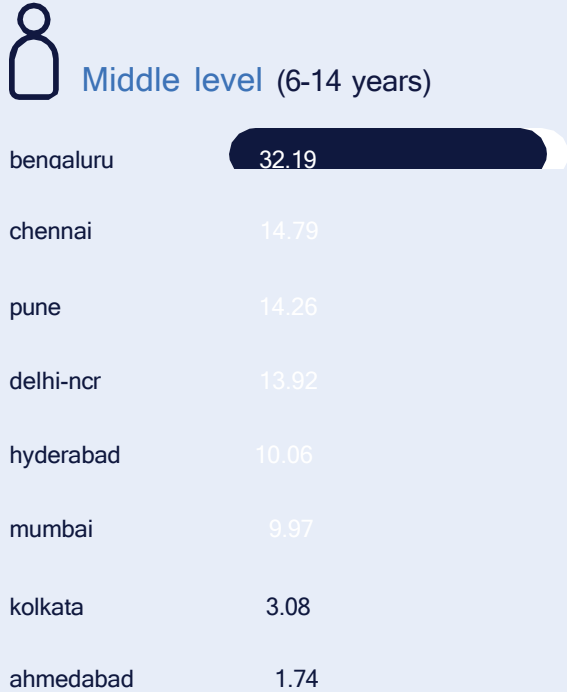 Middle level (6-14 years)
bengaluru 32.19
chennai 14.79
pune 14.26
delhi-ncr 13.92
hyderabad 10.06
mumbai 9.97
kolkata 3.08
ahmedabad 1.74